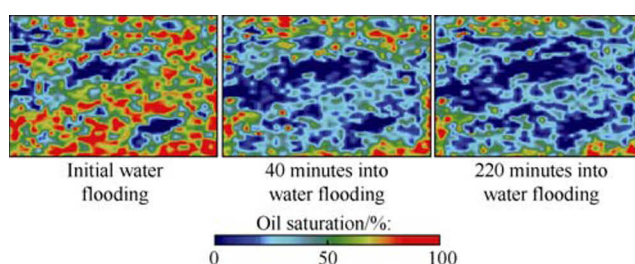 Initial water
flooding
40 minutes into
water flooding
220 minutes into
water flooding
Oil saturation/%:
0 50 100